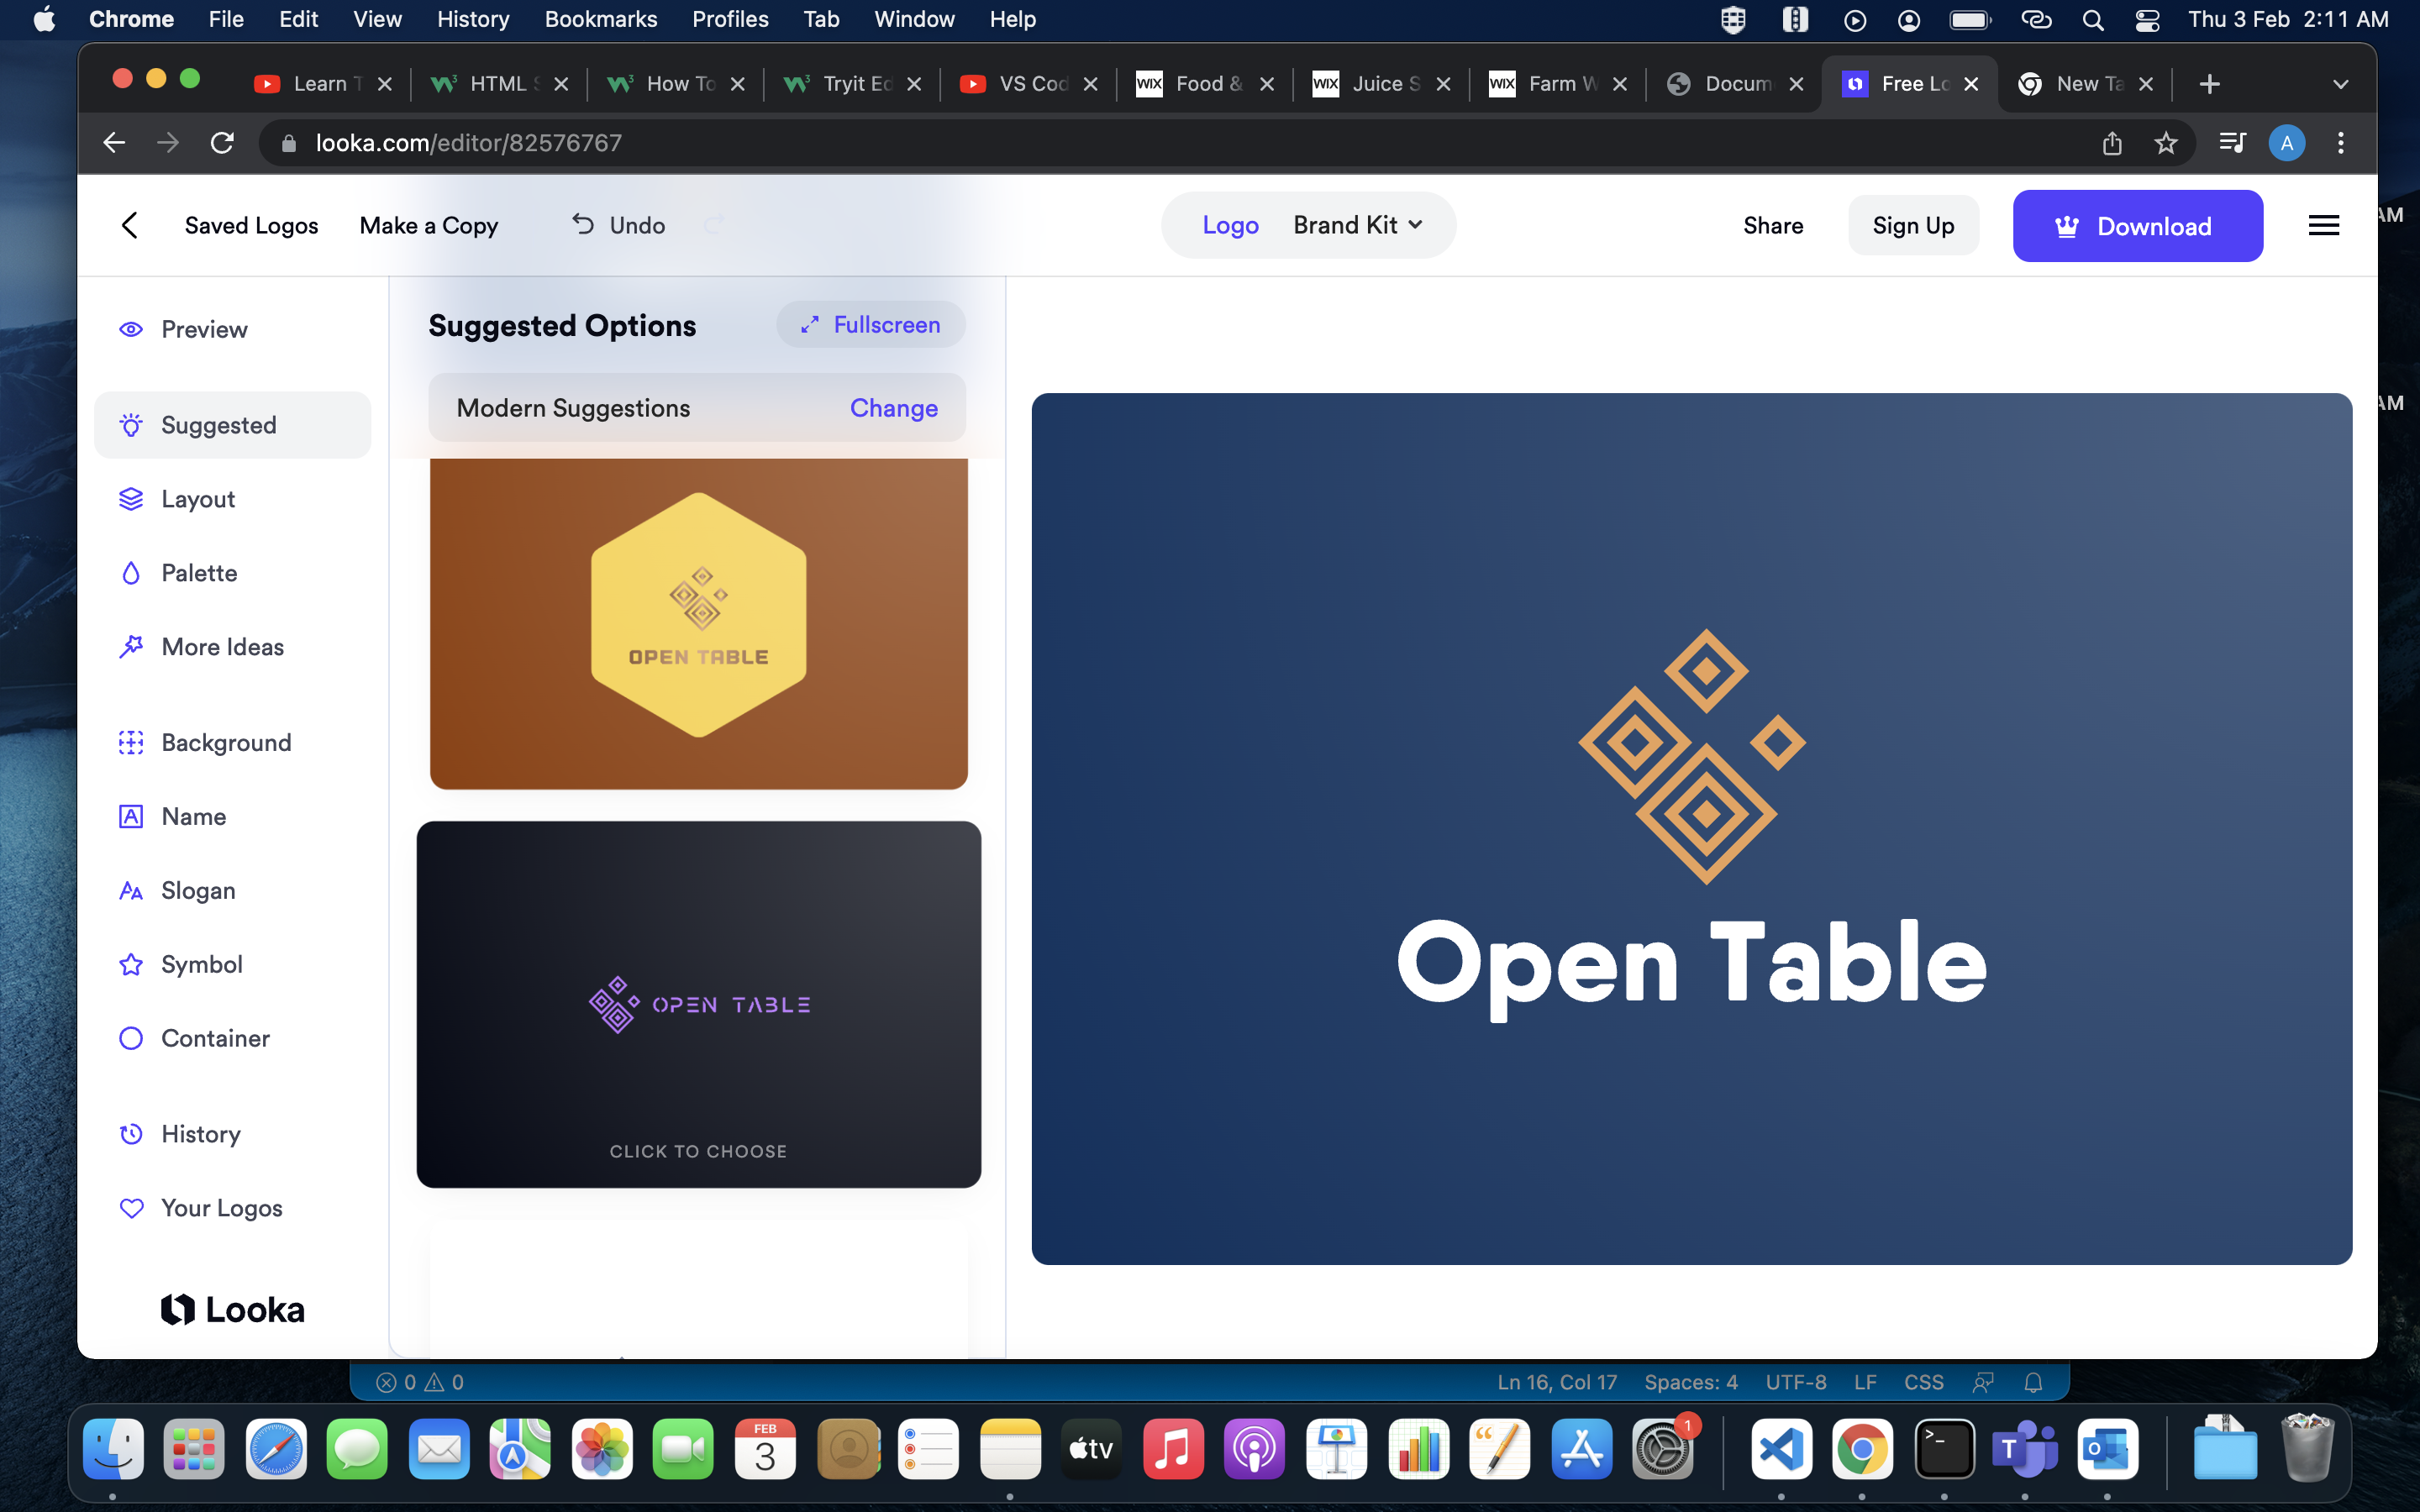 Chrome File Edit View History Bookmarks Profiles Tab Window Help Thu 3 Feb 2:11 AM
Learn T HTML S How To Tryit Ed VS Cod WIX Food & WIX Juice S WIX Farm W Docum Free Lo New Ta
looka.com/editor/82576767 A
Saved Logos Make a Copy Undo Logo Brand Kit Share Sign Up Download
AM
Preview
Suggested
Layout
Palette
More Ideas
Background
Name
Slogan
Symbol
Container
History
Your Logos
Looka
Suggested Options Fullscreen
Modern Suggestions Change
OPEN TABLE
OPEN TABLE
CLICK TO CHOOSE
Open Table
AM
0 0 Ln 16, Col 17 Spaces: 4 UTF-8 LF CSS
FEB
3
tv
1
>_
T
O